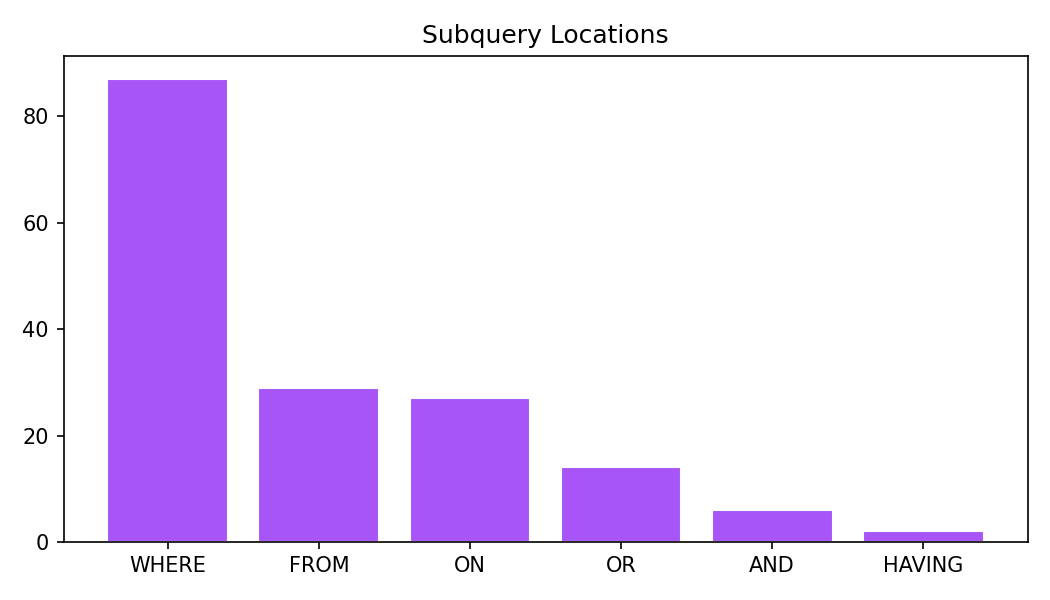 Subquery Locations
80
60
40
20
0
WHERE FROM ON OR AND HAVING